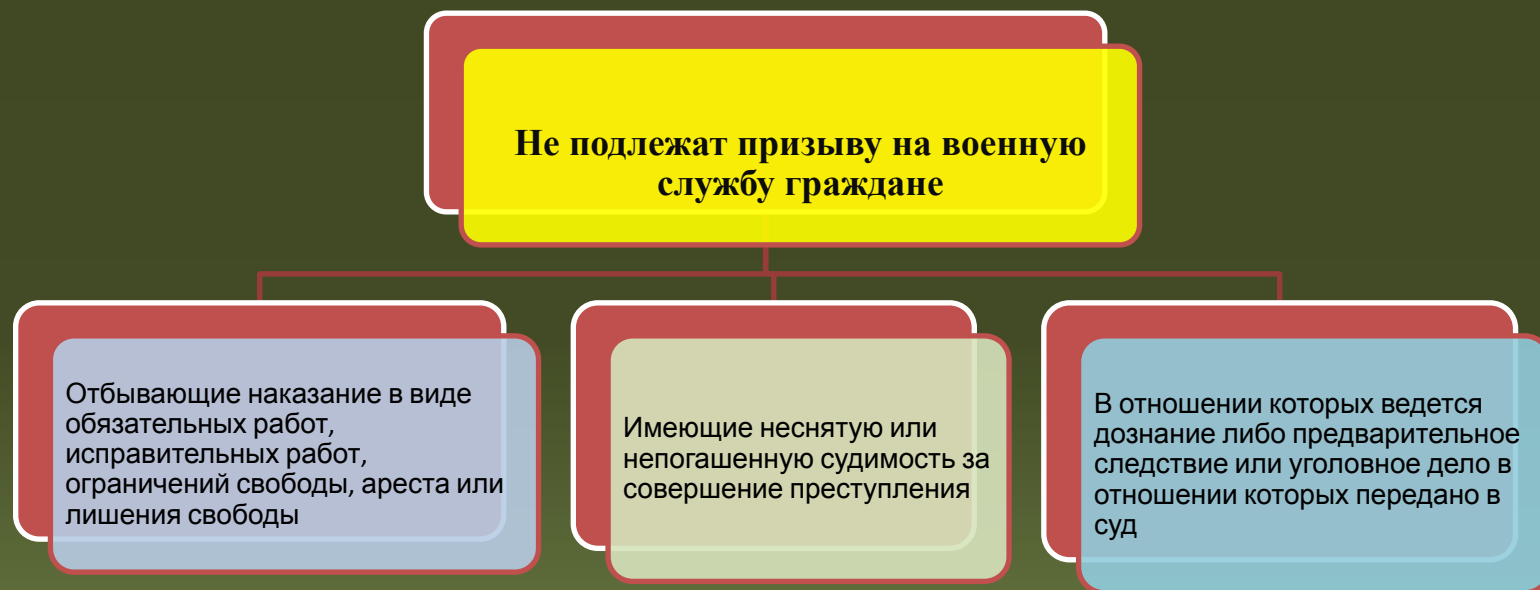 Не подлежат призыву на военную
службу граждане
Отбывающие наказание в виде
обязательных работ,
исправительных работ,
ограничений свободы, ареста или
лишения свободы
Имеющие неснятую или
непогашенную судимость за
совершение преступления
В отношении которых ведется
дознание либо предварительное
следствие или уголовное дело в
отношении которых передано в
суд